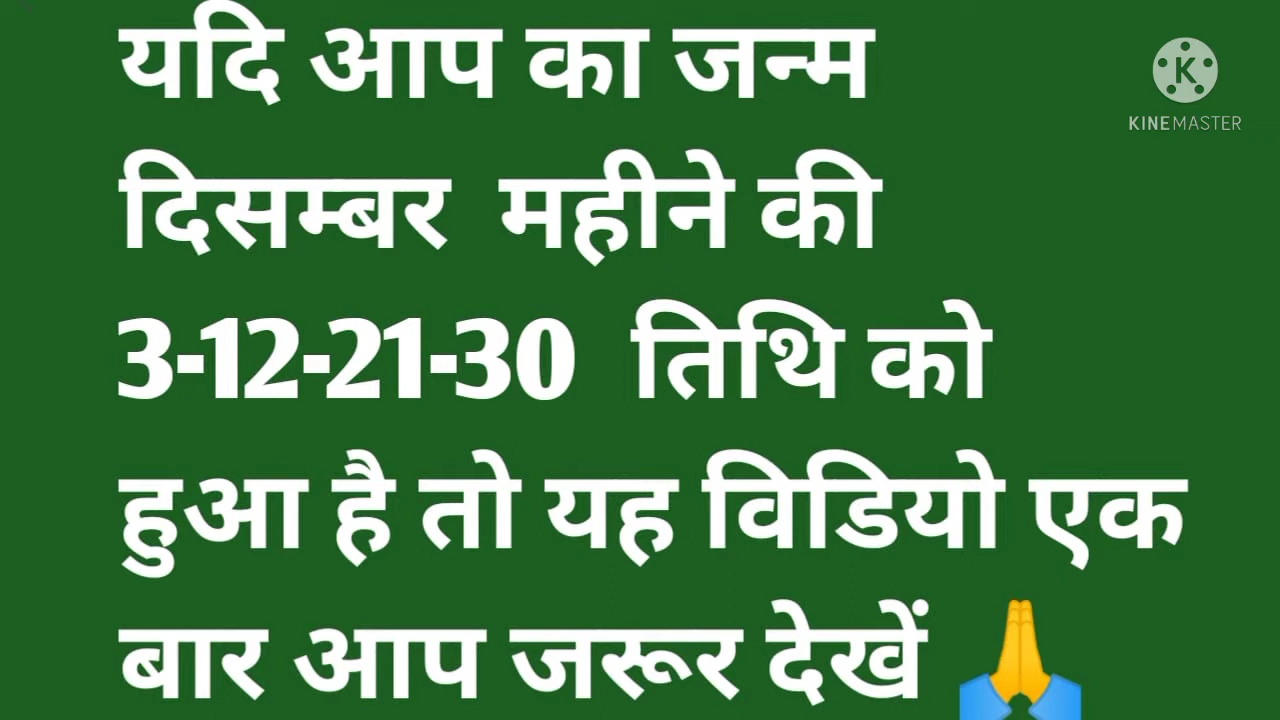 यदि आप का जन्म
K
KINEMASTER
दिसम्बर महीने की
3-12-21-30 तिथि को
हुआ है तो यह विडियो एक
बार आप जरूर देखें 🙏